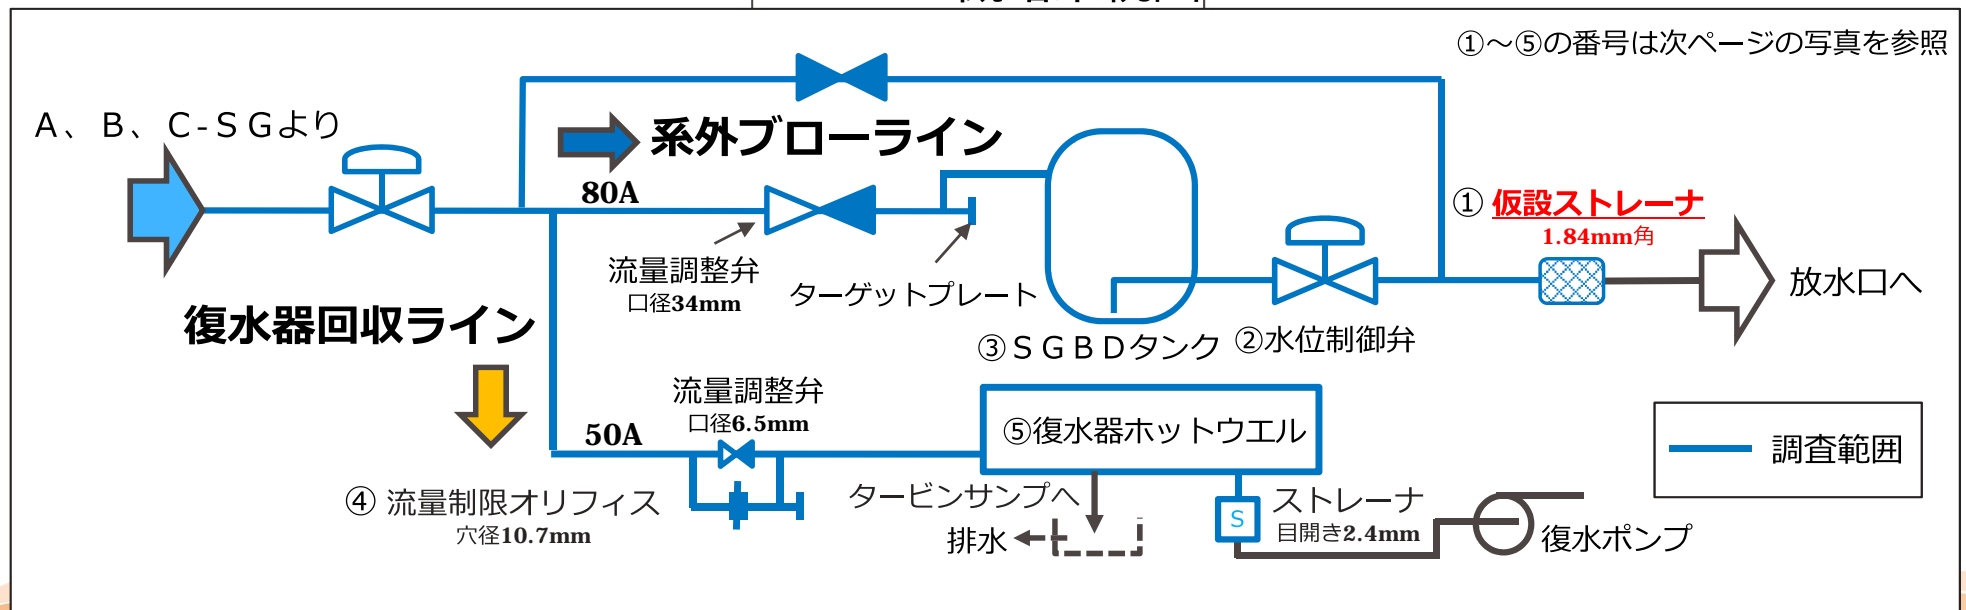 ①～⑤の番号は次ページの写真を参照
A、B、C-SGより
系外ブローライン
80A
流量調整弁
口径34mm
ターゲットプレート
① 仮設ストレーナ
1.84mm角
放水口へ
③SGBDタンク
②水位制御弁
復水器回収ライン
流量調整弁
口径6.5mm
50A
⑤復水器ホットウエル
調査範囲
④ 流量制限オリフィス
穴径10.7mm
タービンサンプへ
排水
S
ストレーナ
目開き2.4mm
復水ポンプ